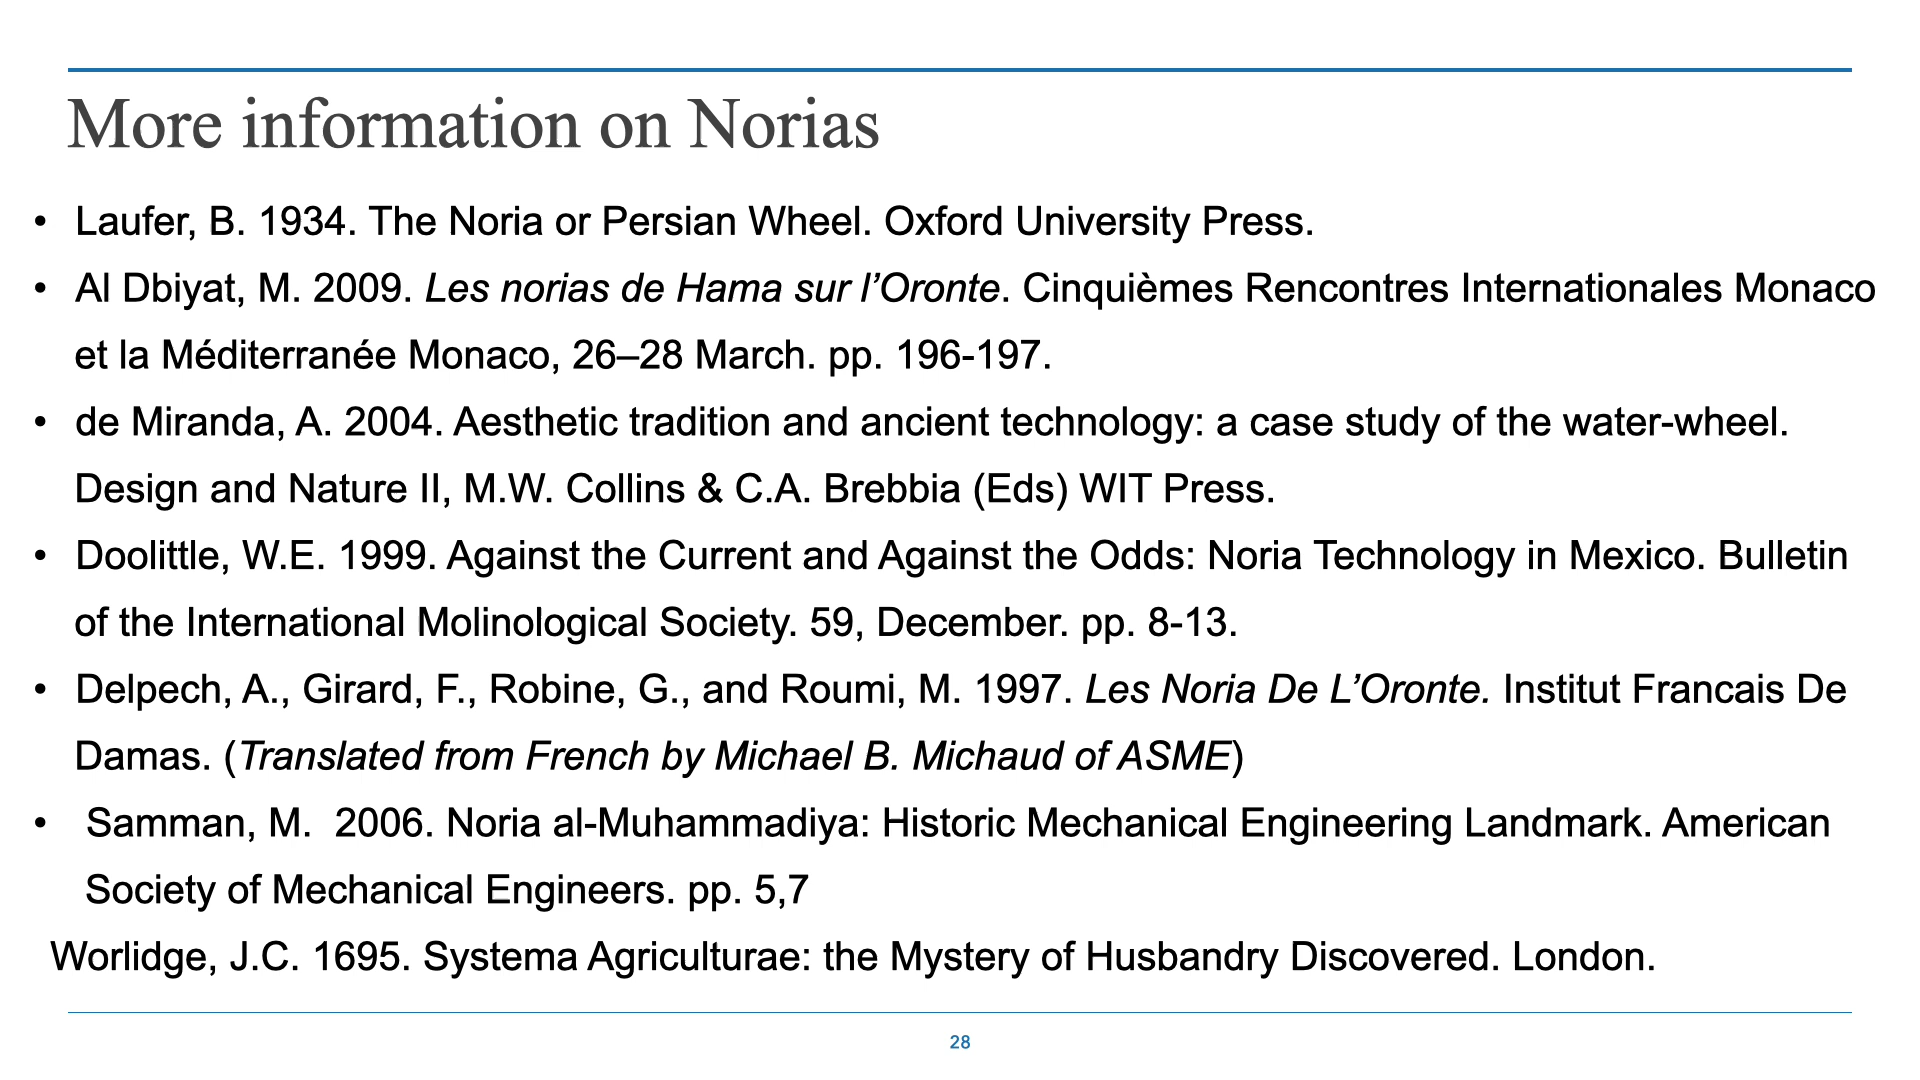 More information on Norias
• Laufer, B. 1934. The Noria or Persian Wheel. Oxford University Press.
• Al Dbiyat, M. 2009. Les norias de Hama sur l’Oronte. Cinquièmes Rencontres Internationales Monaco
et la Méditerranée Monaco, 26–28 March. pp. 196-197.
• de Miranda, A. 2004. Aesthetic tradition and ancient technology: a case study of the water-wheel.
Design and Nature II, M.W. Collins & C.A. Brebbia (Eds) WIT Press.
• Doolittle, W.E. 1999. Against the Current and Against the Odds: Noria Technology in Mexico. Bulletin
of the International Molinological Society. 59, December. pp. 8-13.
• Delpech, A., Girard, F., Robine, G., and Roumi, M. 1997. Les Noria De L’Oronte. Institut Francais De
Damas. (Translated from French by Michael B. Michaud of ASME)
• Samman, M.  2006. Noria al-Muhammadiya: Historic Mechanical Engineering Landmark. American
Society of Mechanical Engineers. pp. 5,7
Worlidge, J.C. 1695. Systema Agriculturae: the Mystery of Husbandry Discovered. London.
28